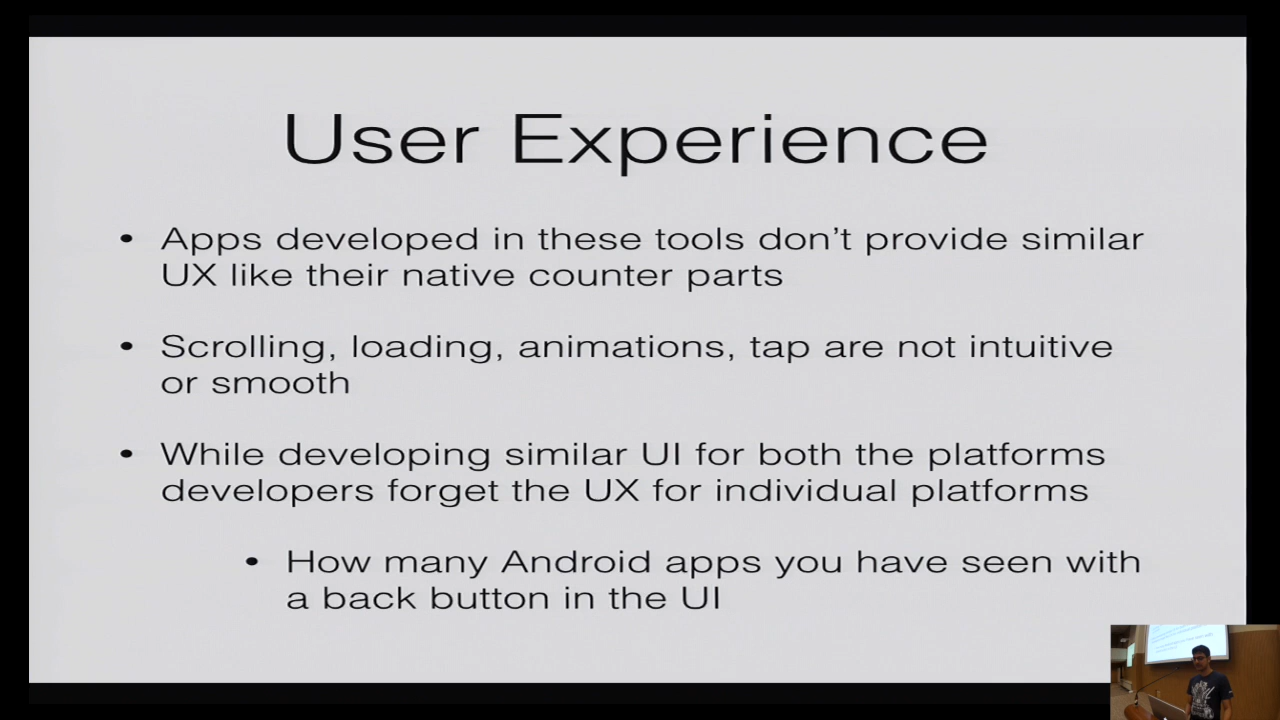 User Experience
• Apps developed in these tools don’t provide similar
UX like their native counter parts
• Scrolling, loading, animations, tap are not intuitive
or smooth
• While developing similar UI for both the platforms
developers forget the UX for individual platforms
• How many Android apps you have seen with
a back button in the UI